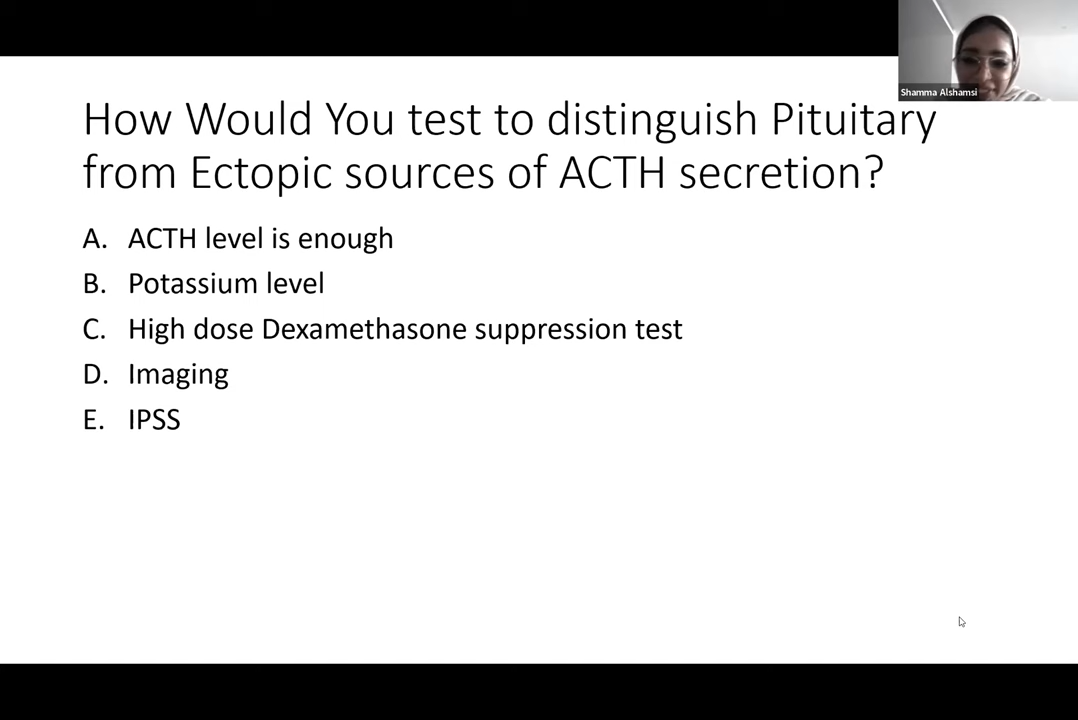 Shamma Alshamsi
How Would You test to distinguish Pituitary
from Ectopic sources of ACTH secretion?
A. ACTH level is enough
B. Potassium level
C. High dose Dexamethasone suppression test
D. Imaging
E. IPSS